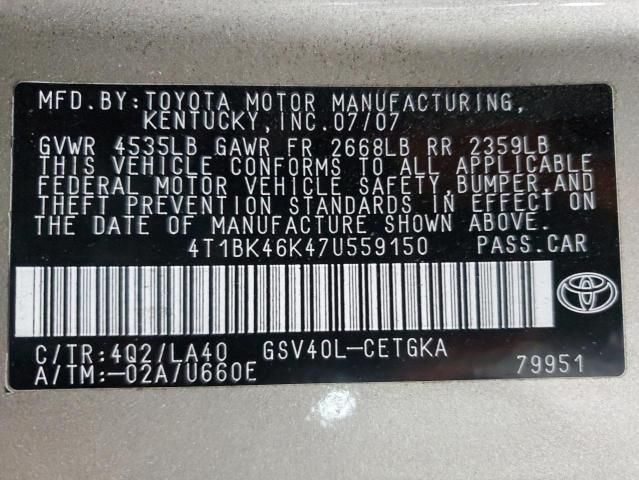 MFD.BY:TOYOTA MOTOR MANUFACTURING,
KENTUCKY,INC.07/07
GVWR 4535LB GAWR FR 2668LB RR 2359LB
THIS VEHICLE CONFORMS TO ALL APPLICABLE
FEDERAL MOTOR VEHICLE SAFETY,BUMPER,AND
THEFT PREVENTION STANDARDS IN EFFECT ON
THE DATE OF MANUFACTURE SHOWN ABOVE.
4T1BK46K47U559150 PASS.CAR
C/TR:4Q2/LA40 GSV40L-CETGKA
A/TM:-02A/U660E 79951